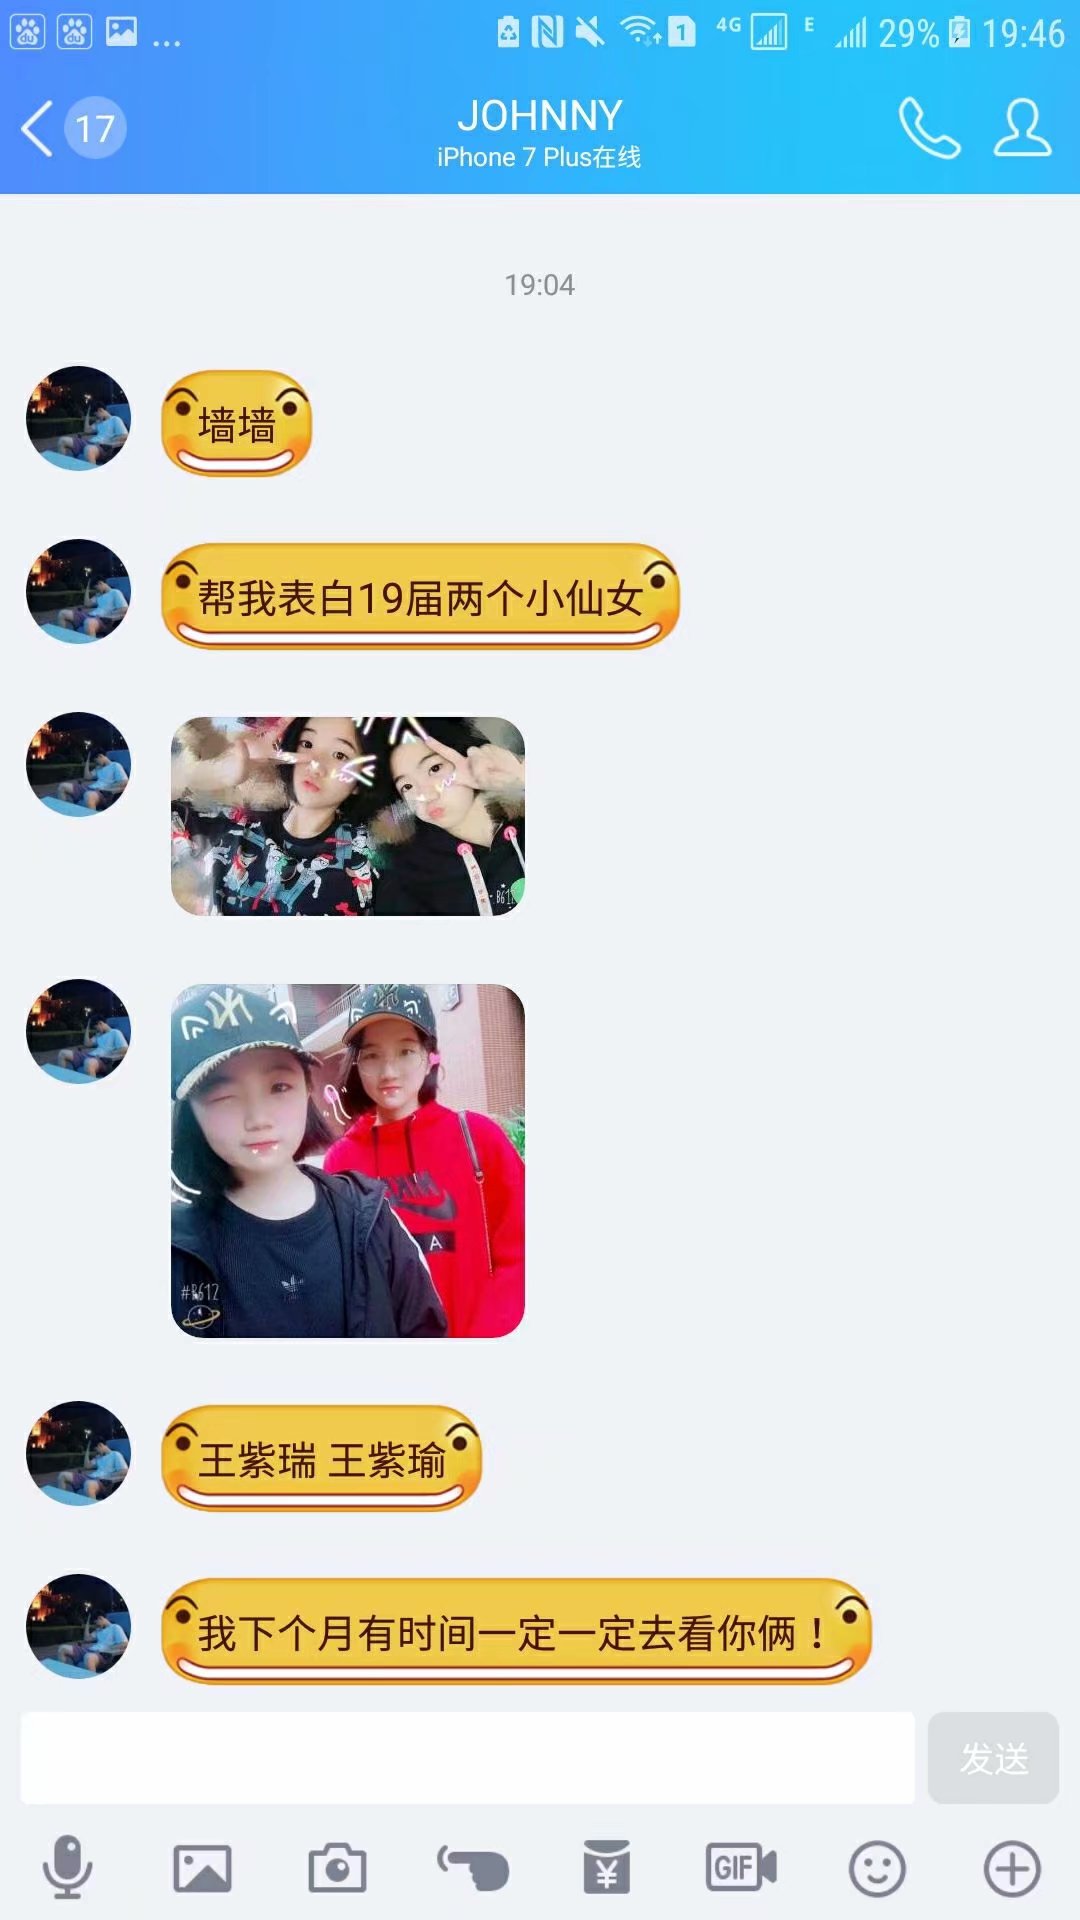 ... 1 4G E 29% 19:46
17
JOHNNY
iPhone 7 Plus在线
19:04
墙墙
帮我表白19届两个小仙女
B612
#B612
A
王紫瑞 王紫瑜
我下个月有时间一定一定去看你俩！
发送
GIF